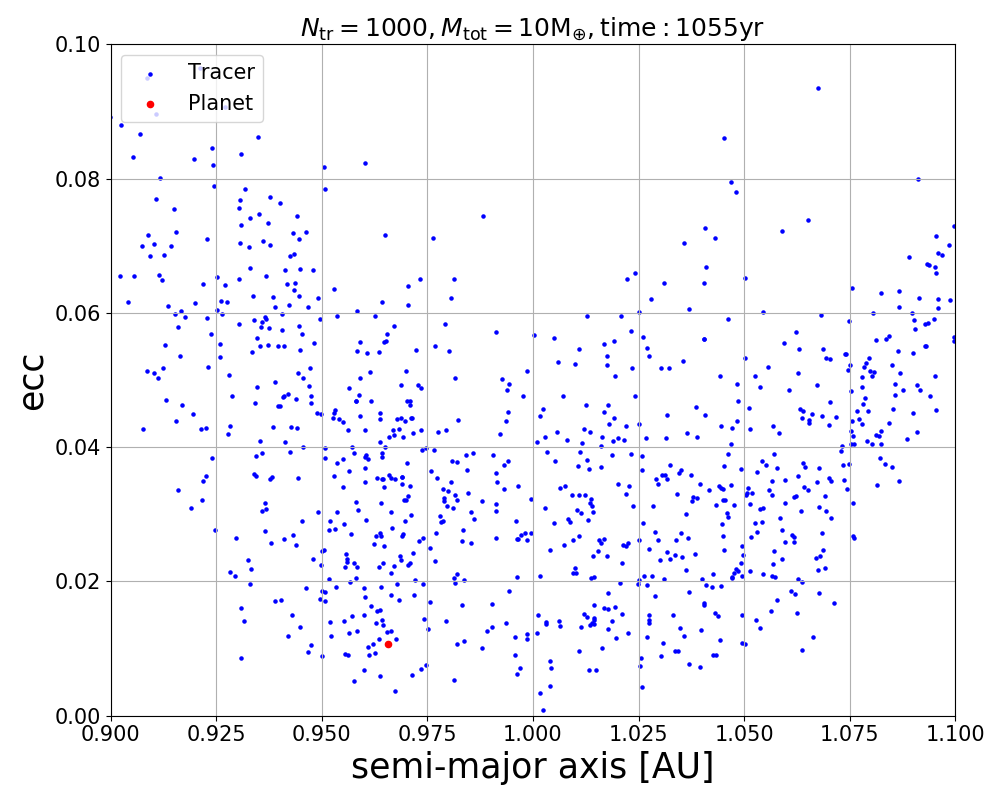 N_tr = 1000, M_tot = 10M_⊕, time : 1055yr
Tracer
Planet
ecc
0.10
0.08
0.06
0.04
0.02
0.00
0.900 0.925 0.950 0.975 1.000 1.025 1.050 1.075 1.100
semi-major axis [AU]